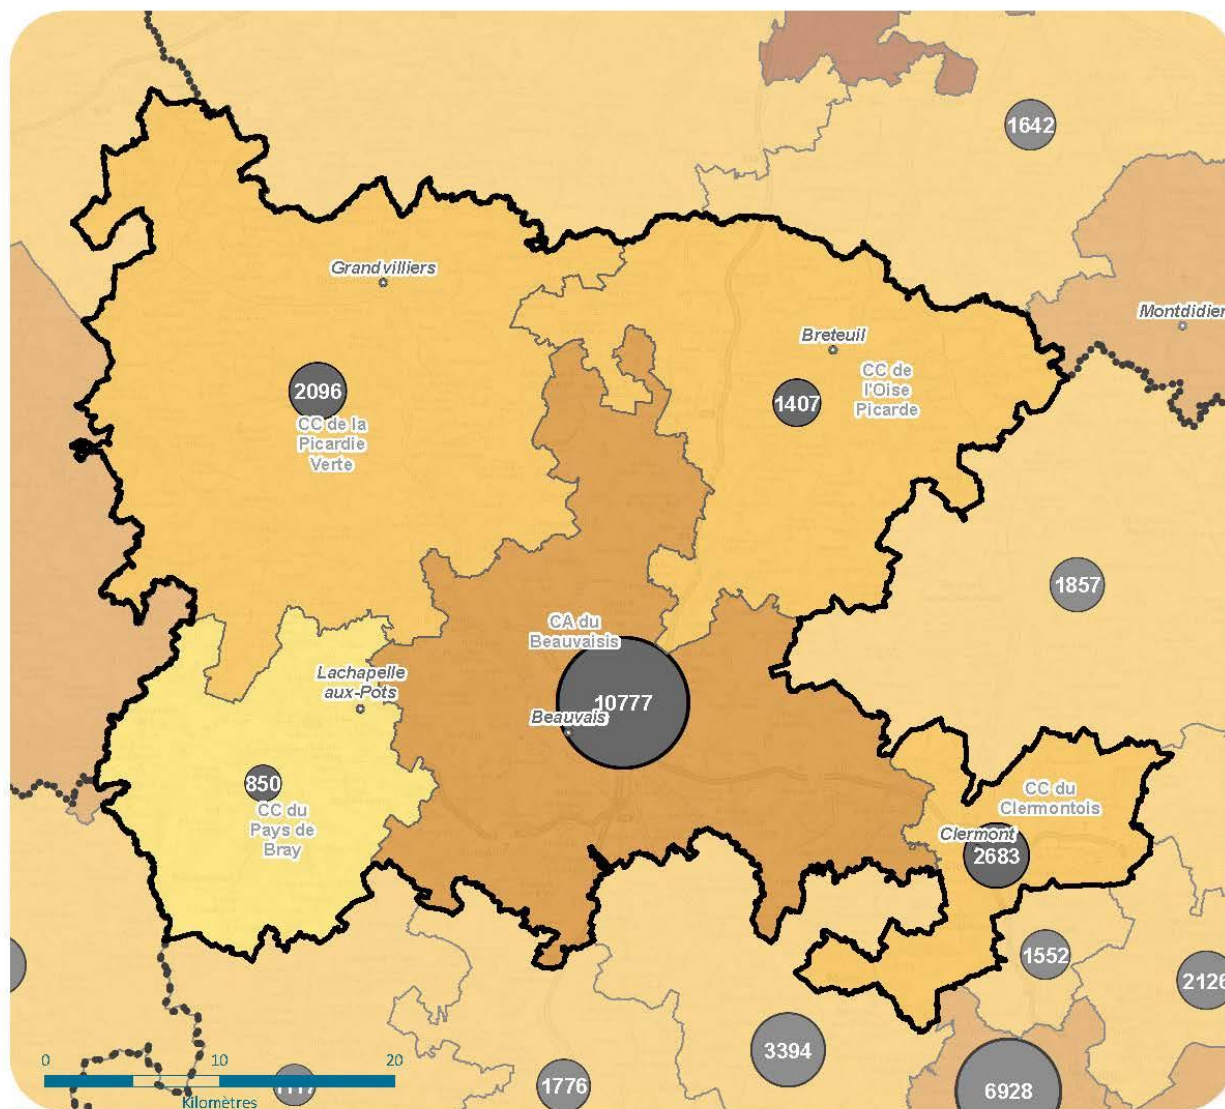 1642
Grandvilliers
Montdidier
Breteuil
2096
CC de la
Picardie
Verte
1407
CC de
l'Oise
Picarde
1857
CA du
Beauvaisis
Lachapelle
aux-Pots
10777
Beauvais
850
CC du
Pays de
Bray
CC du
Clermontois
Clermont
2683
1552
2126
3394
1776
6928
0 10 20
Kilomètres